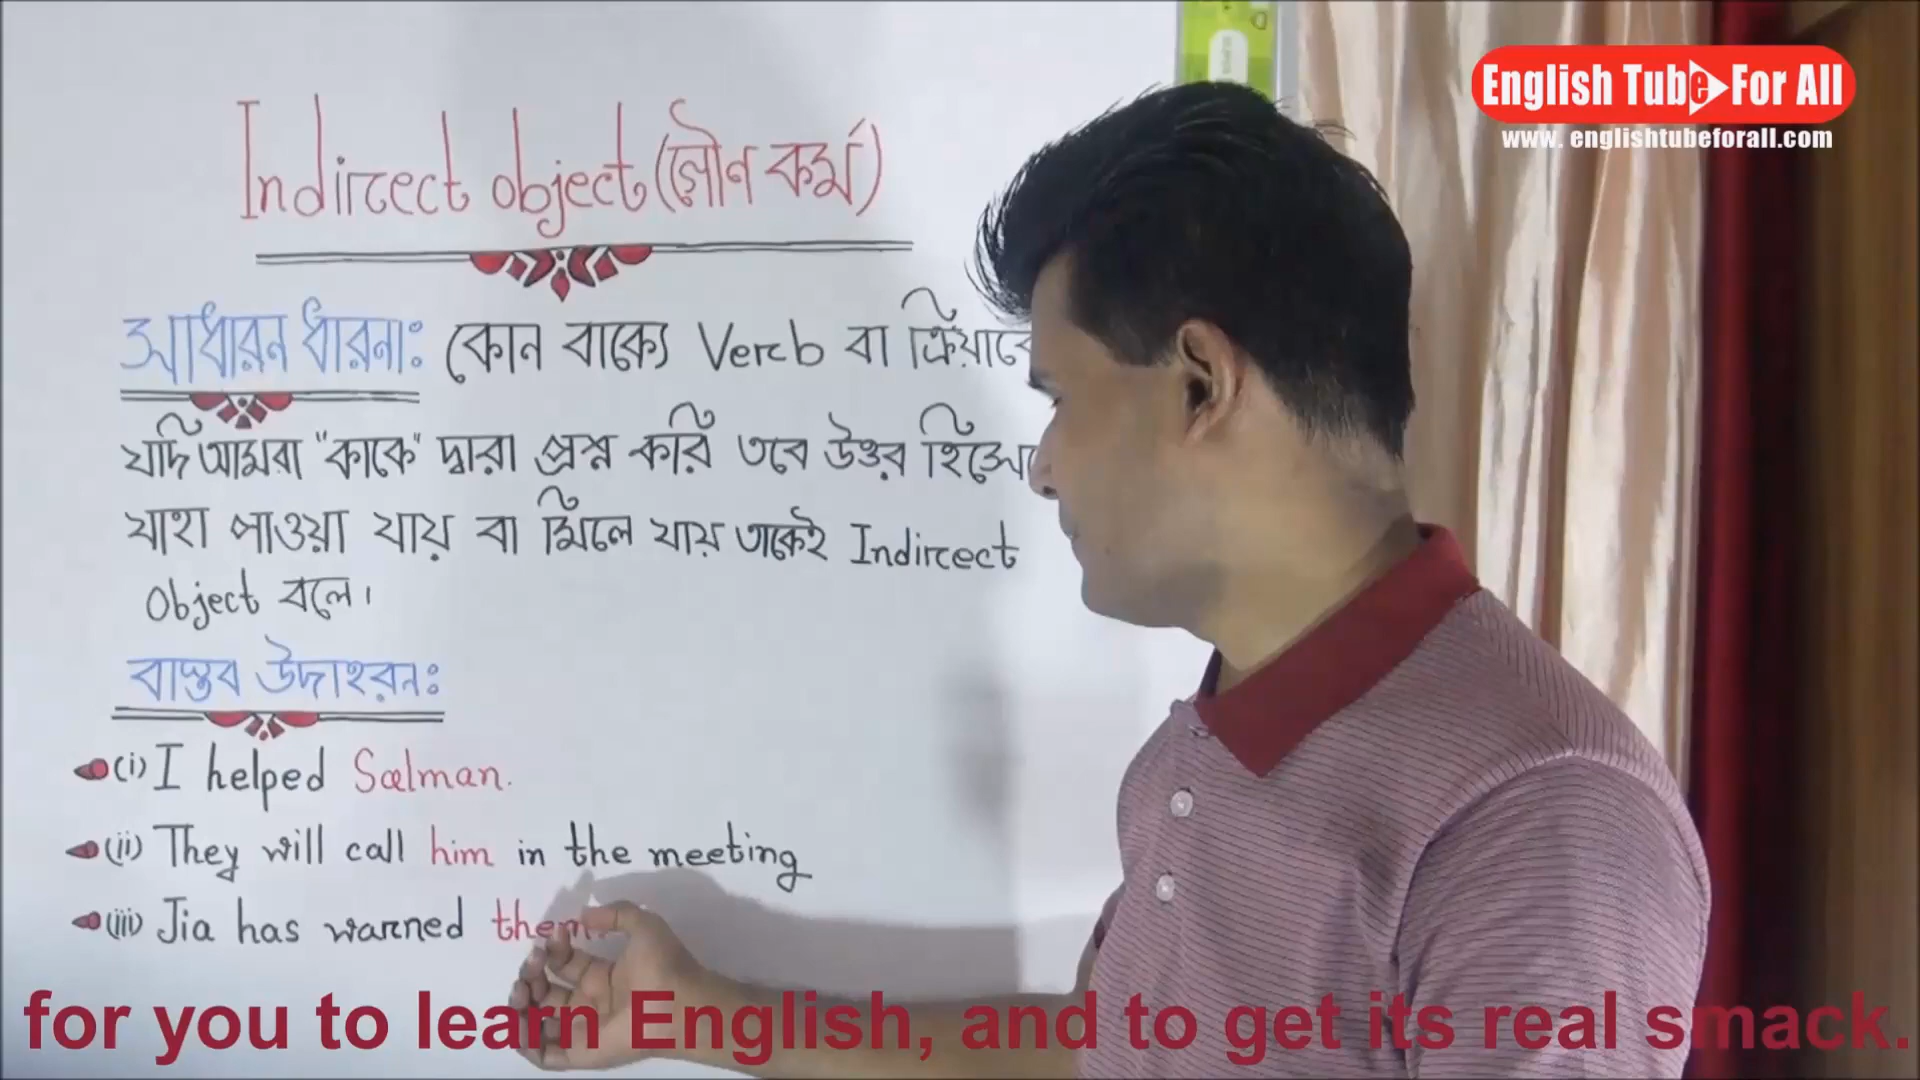 English Tube For All
www. englishtubeforall.com
Indirect object (গৌণ কর্ম)
সাধারন ধারনাঃ কোন বাক্যে Verb বা
যদি আমরা "কাকে" দ্বারা প্রশ্ন করি তবে উত্তর
যাহা পাওয়া যায় বা মিলে যায় তাকেই Indirect
Object বলে।
বাস্তব উদাহরনঃ
(i) I helped Salman.
(ii) They will call him in the meeting
(iii) Jia has warned them.
for you to learn English, and to get its real smack.